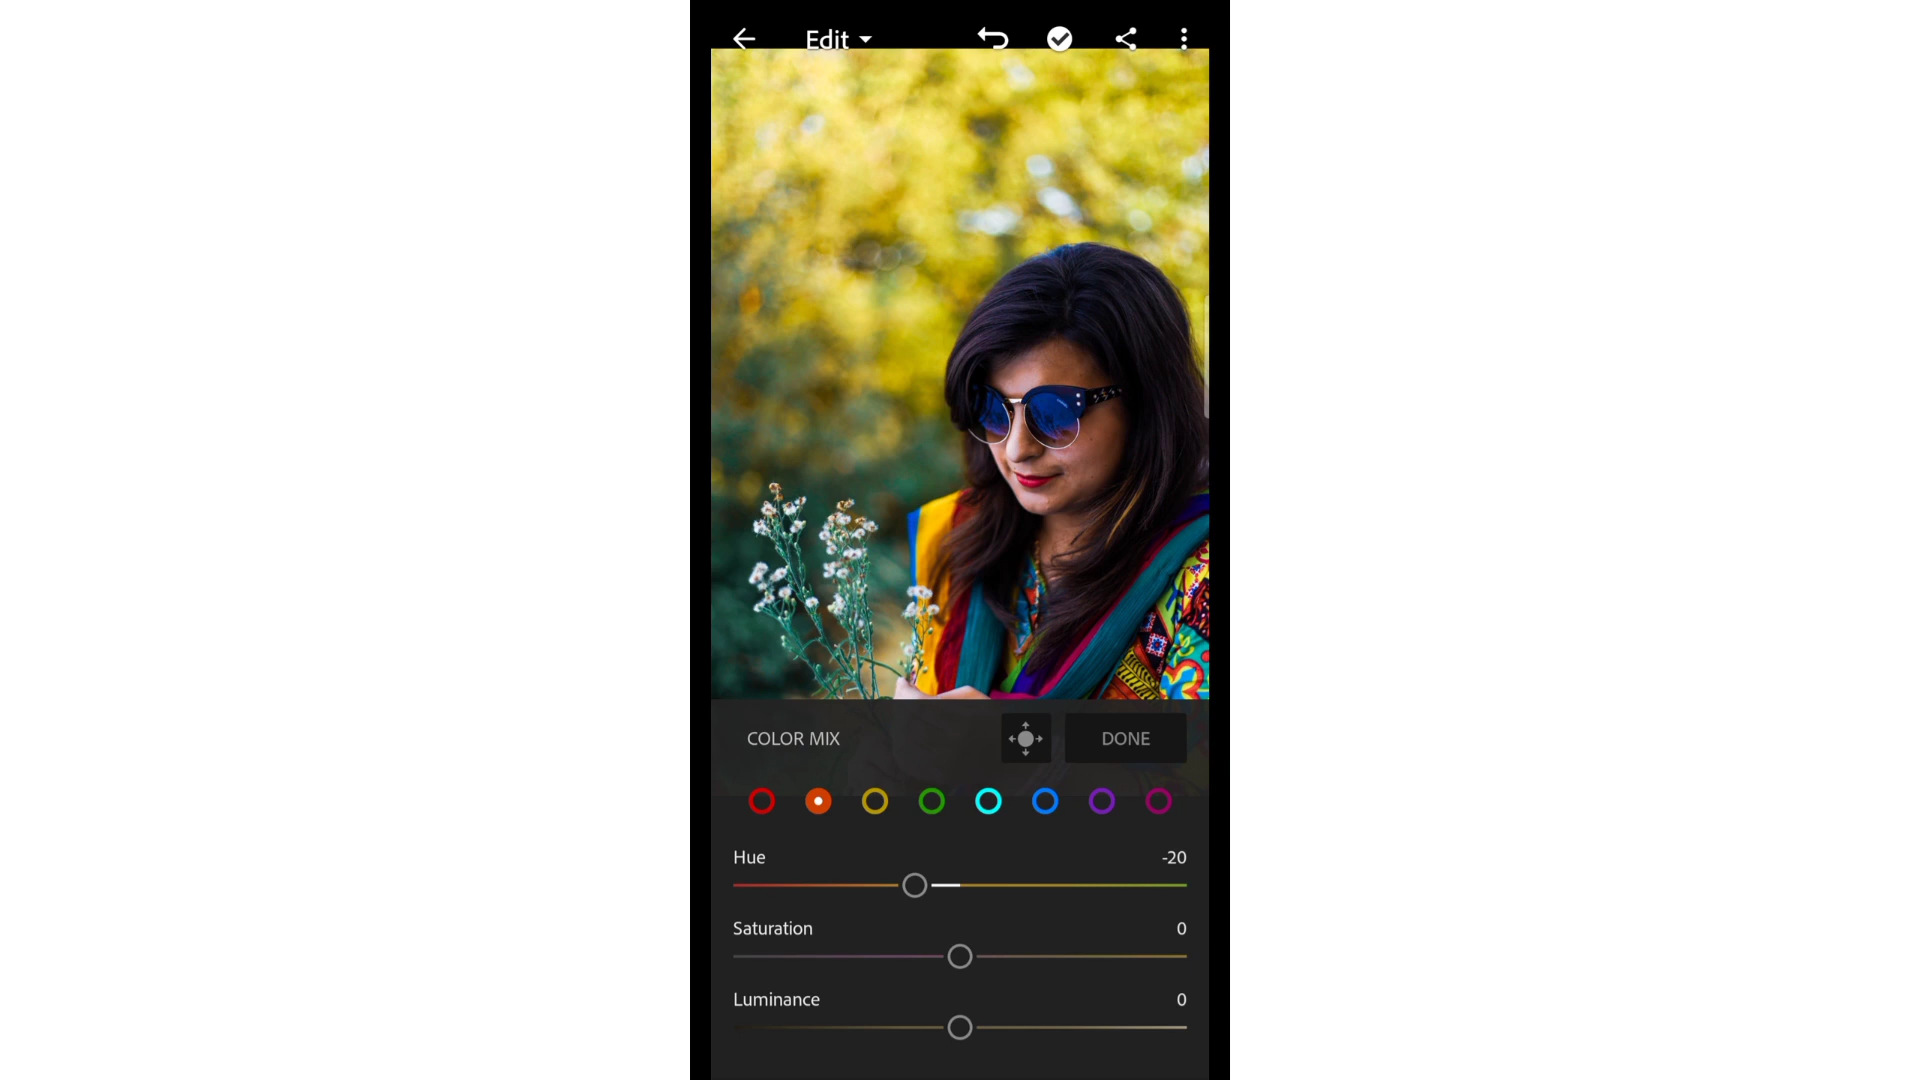 Edit
COLOR MIX
DONE
Hue -20
Saturation 0
Luminance 0